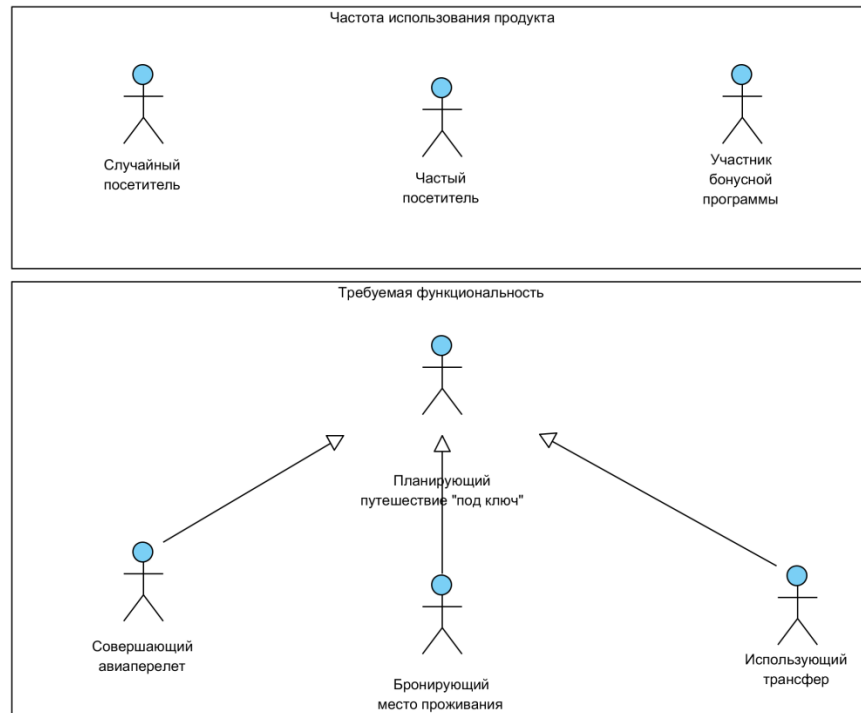 Частота использования продукта
Случайный
посетитель
Частый
посетитель
Участник
бонусной
программы
Требуемая функциональность
Планирующий
путешествие "под ключ"
Совершающий
авиаперелет
Бронирующий
место проживания
Использующий
трансфер